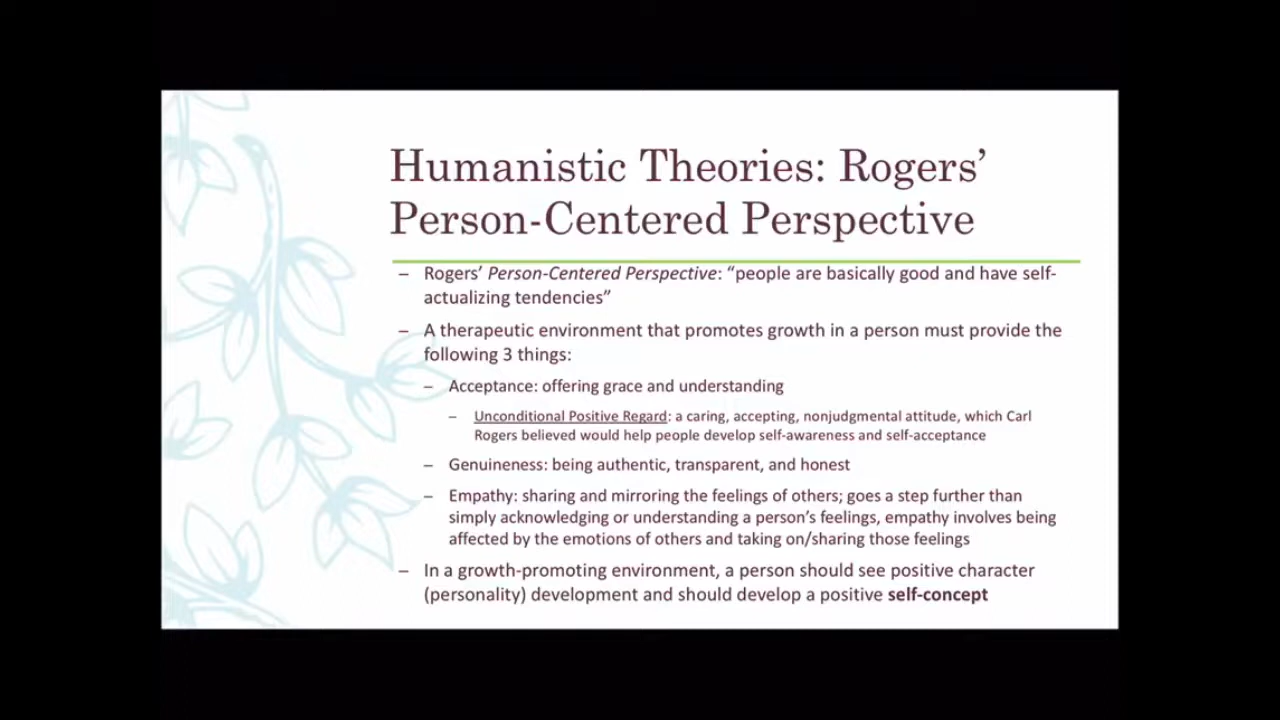 Humanistic Theories: Rogers’
Person-Centered Perspective
– Rogers’ Person-Centered Perspective: “people are basically good and have self-
actualizing tendencies”
– A therapeutic environment that promotes growth in a person must provide the
following 3 things:
– Acceptance: offering grace and understanding
– Unconditional Positive Regard: a caring, accepting, nonjudgmental attitude, which Carl
Rogers believed would help people develop self-awareness and self-acceptance
– Genuineness: being authentic, transparent, and honest
– Empathy: sharing and mirroring the feelings of others; goes a step further than
simply acknowledging or understanding a person’s feelings, empathy involves being
affected by the emotions of others and taking on/sharing those feelings
– In a growth-promoting environment, a person should see positive character
(personality) development and should develop a positive self-concept